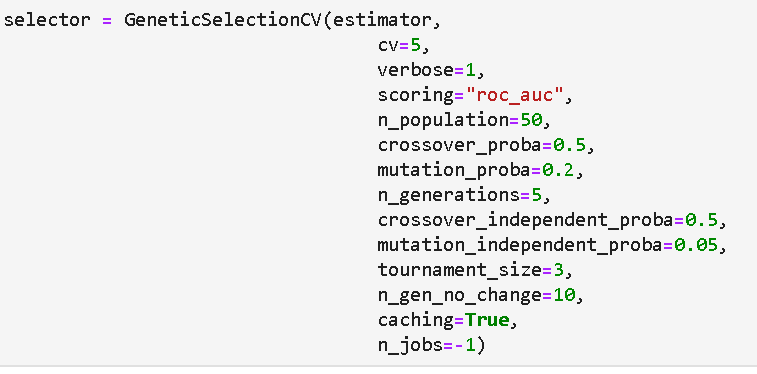 selector = GeneticSelectionCV(estimator,
cv=5,
verbose=1,
scoring="roc_auc",
n_population=50,
crossover_proba=0.5,
mutation_proba=0.2,
n_generations=5,
crossover_independent_proba=0.5,
mutation_independent_proba=0.05,
tournament_size=3,
n_gen_no_change=10,
caching=True,
n_jobs=-1)